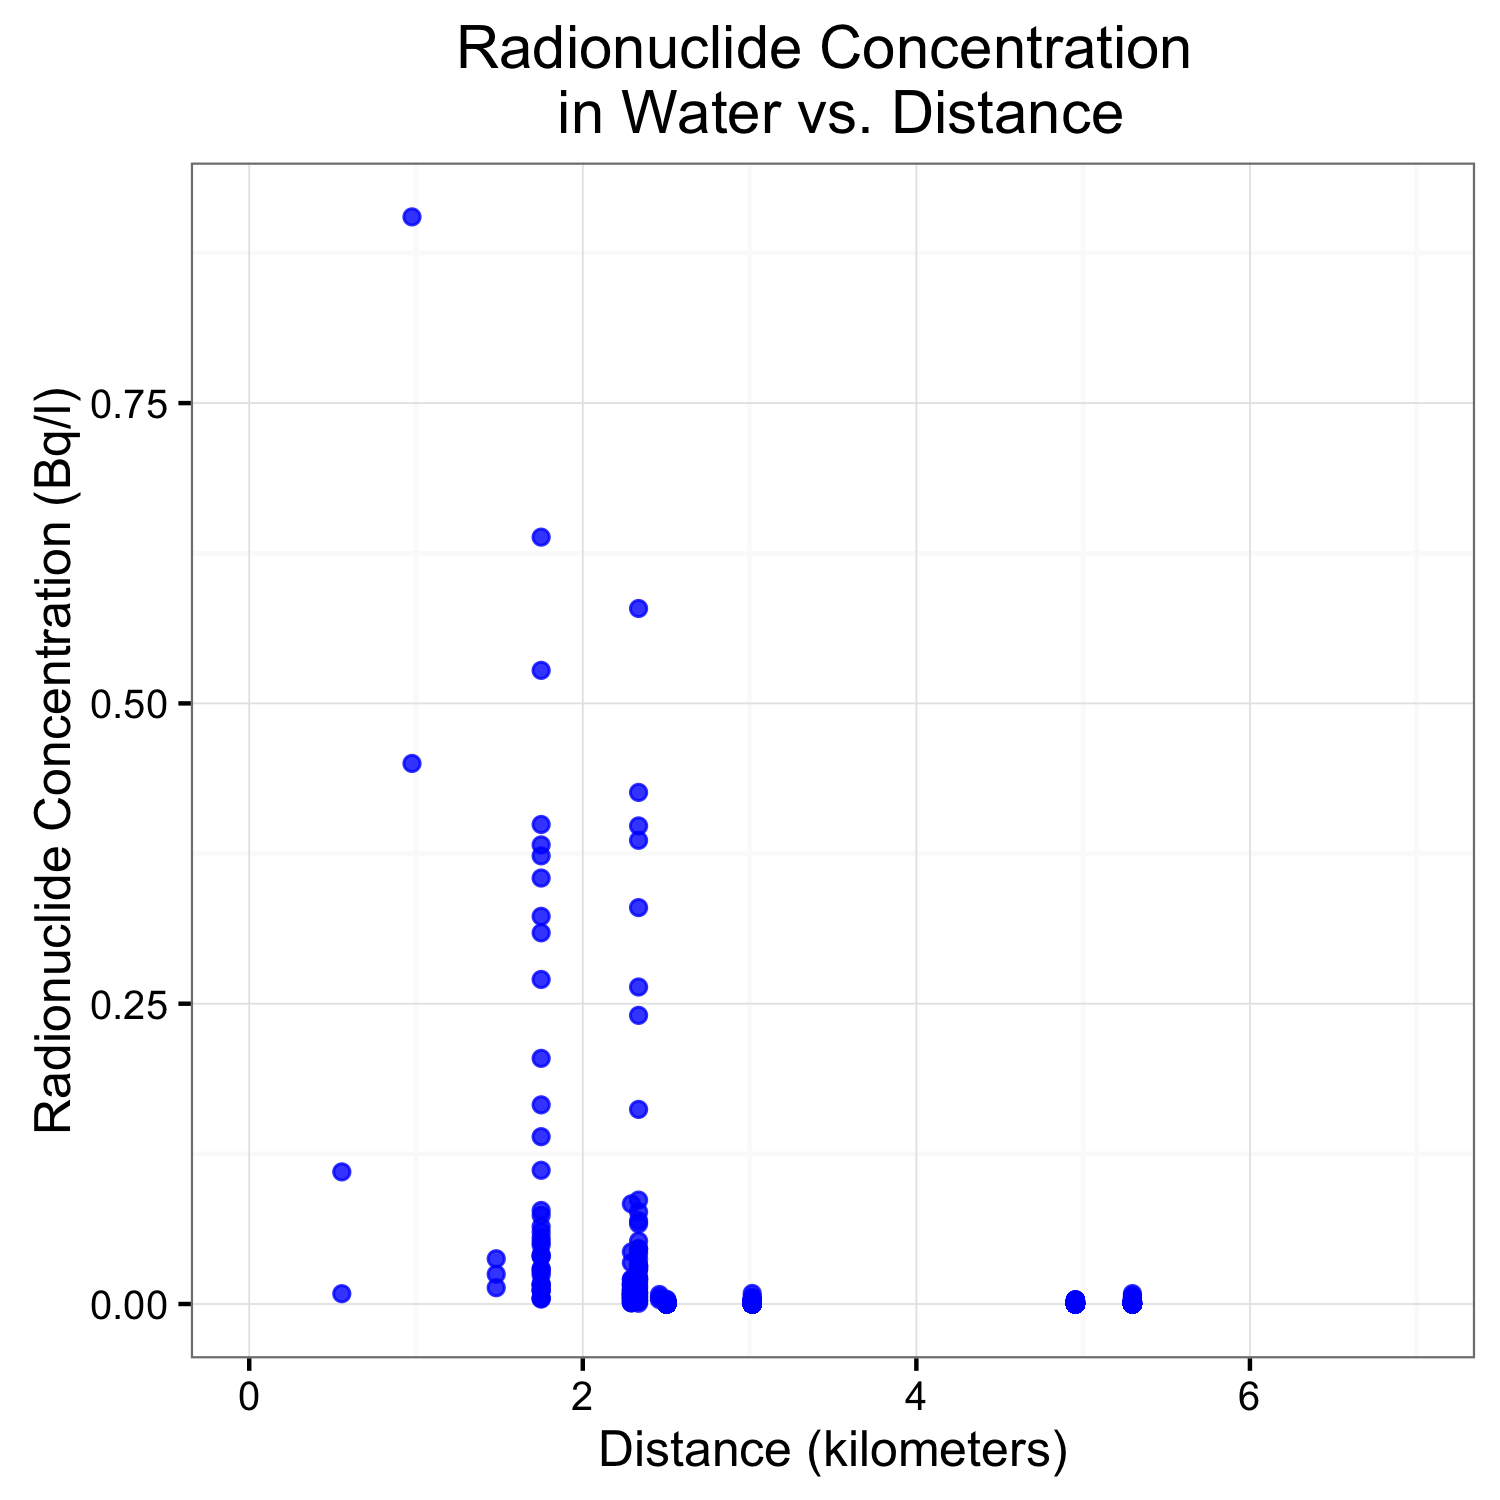 Radionuclide Concentration
in Water vs. Distance
Radionuclide Concentration (Bq/l)
0.75
0.50
0.25
0.00
0 2 4 6
Distance (kilometers)